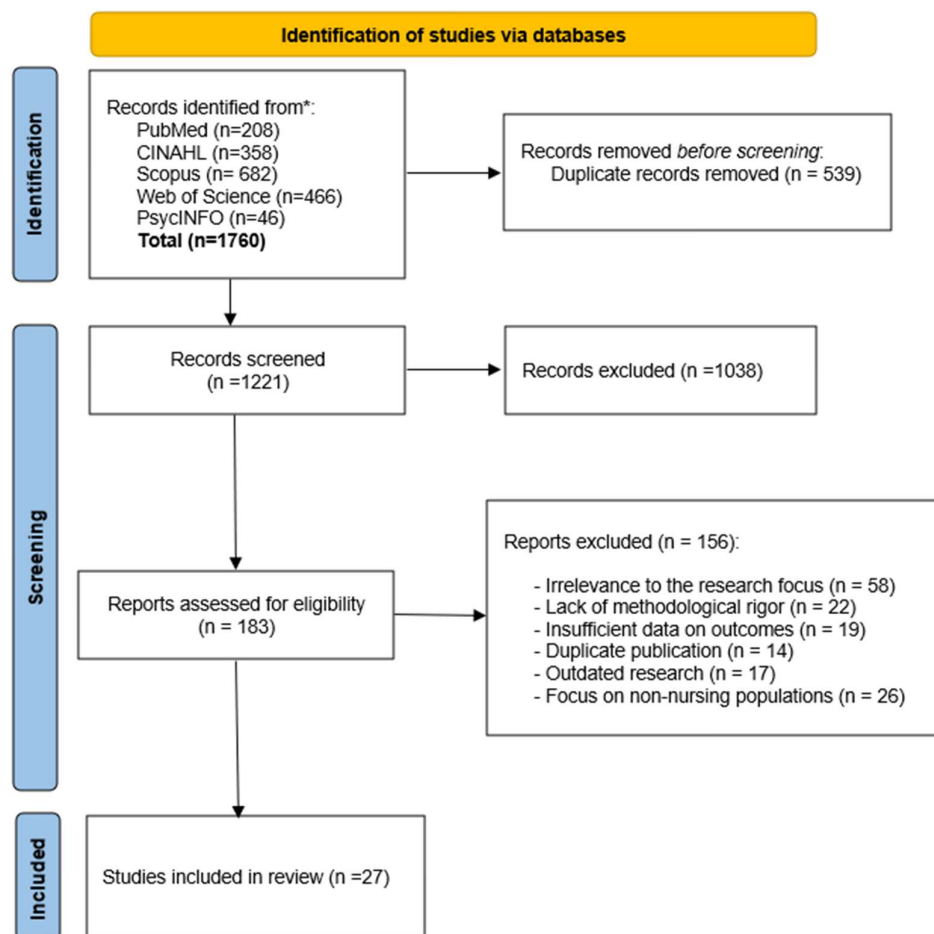 Identification of studies via databases
Identification
Records identified from*:
PubMed (n=208)
CINAHL (n=358)
Scopus (n= 682)
Web of Science (n=466)
PsycINFO (n=46)
Total (n=1760)
Records removed before screening:
Duplicate records removed (n = 539)
Screening
Records screened
(n =1221)
Records excluded (n =1038)
Reports assessed for eligibility
(n = 183)
Reports excluded (n = 156):
- Irrelevance to the research focus (n = 58)
- Lack of methodological rigor (n = 22)
- Insufficient data on outcomes (n = 19)
- Duplicate publication (n = 14)
- Outdated research (n = 17)
- Focus on non-nursing populations (n = 26)
Included
Studies included in review (n =27)